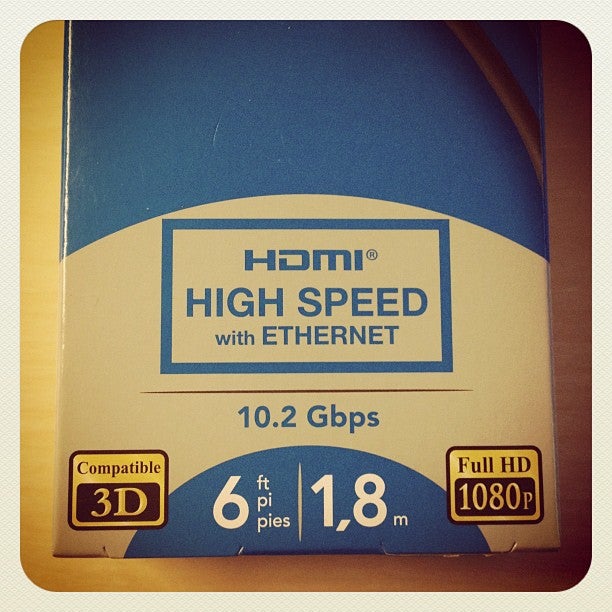 HDMI®
HIGH SPEED
with ETHERNET
10.2 Gbps
Compatible
3D
6 ft
pi
pies
1,8 m
Full HD
1080P